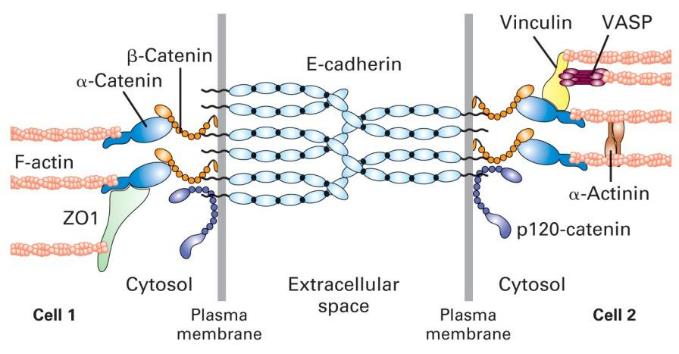 Vinculin
VASP
β-Catenin
E-cadherin
α-Catenin
F-actin
ZO1
α-Actinin
p120-catenin
Cytosol
Extracellular
space
Cytosol
Cell 1
Plasma
membrane
Plasma
membrane
Cell 2